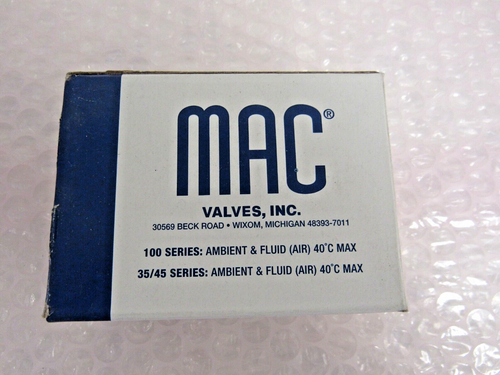 MAC®
VALVES, INC.
30569 BECK ROAD • WIXOM, MICHIGAN 48393-7011
100 SERIES: AMBIENT & FLUID (AIR) 40°C MAX
35/45 SERIES: AMBIENT & FLUID (AIR) 40°C MAX